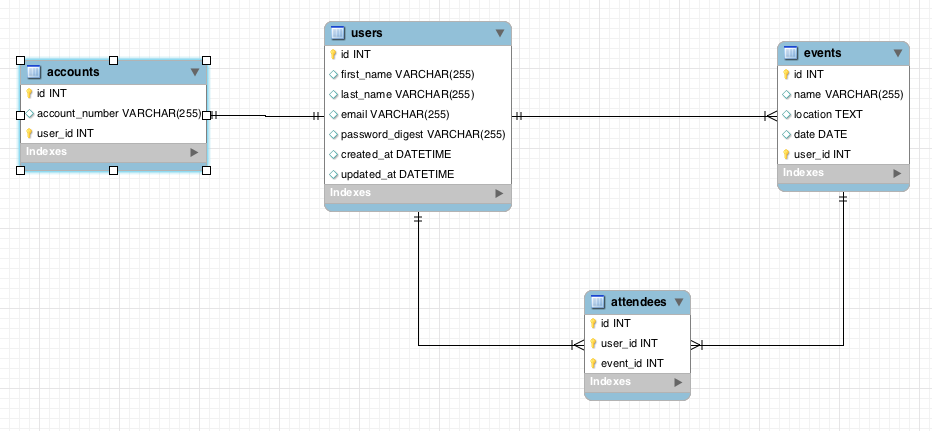 accounts
id INT
account_number VARCHAR(255)
user_id INT
Indexes
users
id INT
first_name VARCHAR(255)
last_name VARCHAR(255)
email VARCHAR(255)
password_digest VARCHAR(255)
created_at DATETIME
updated_at DATETIME
Indexes
events
id INT
name VARCHAR(255)
location TEXT
date DATE
user_id INT
Indexes
attendees
id INT
user_id INT
event_id INT
Indexes